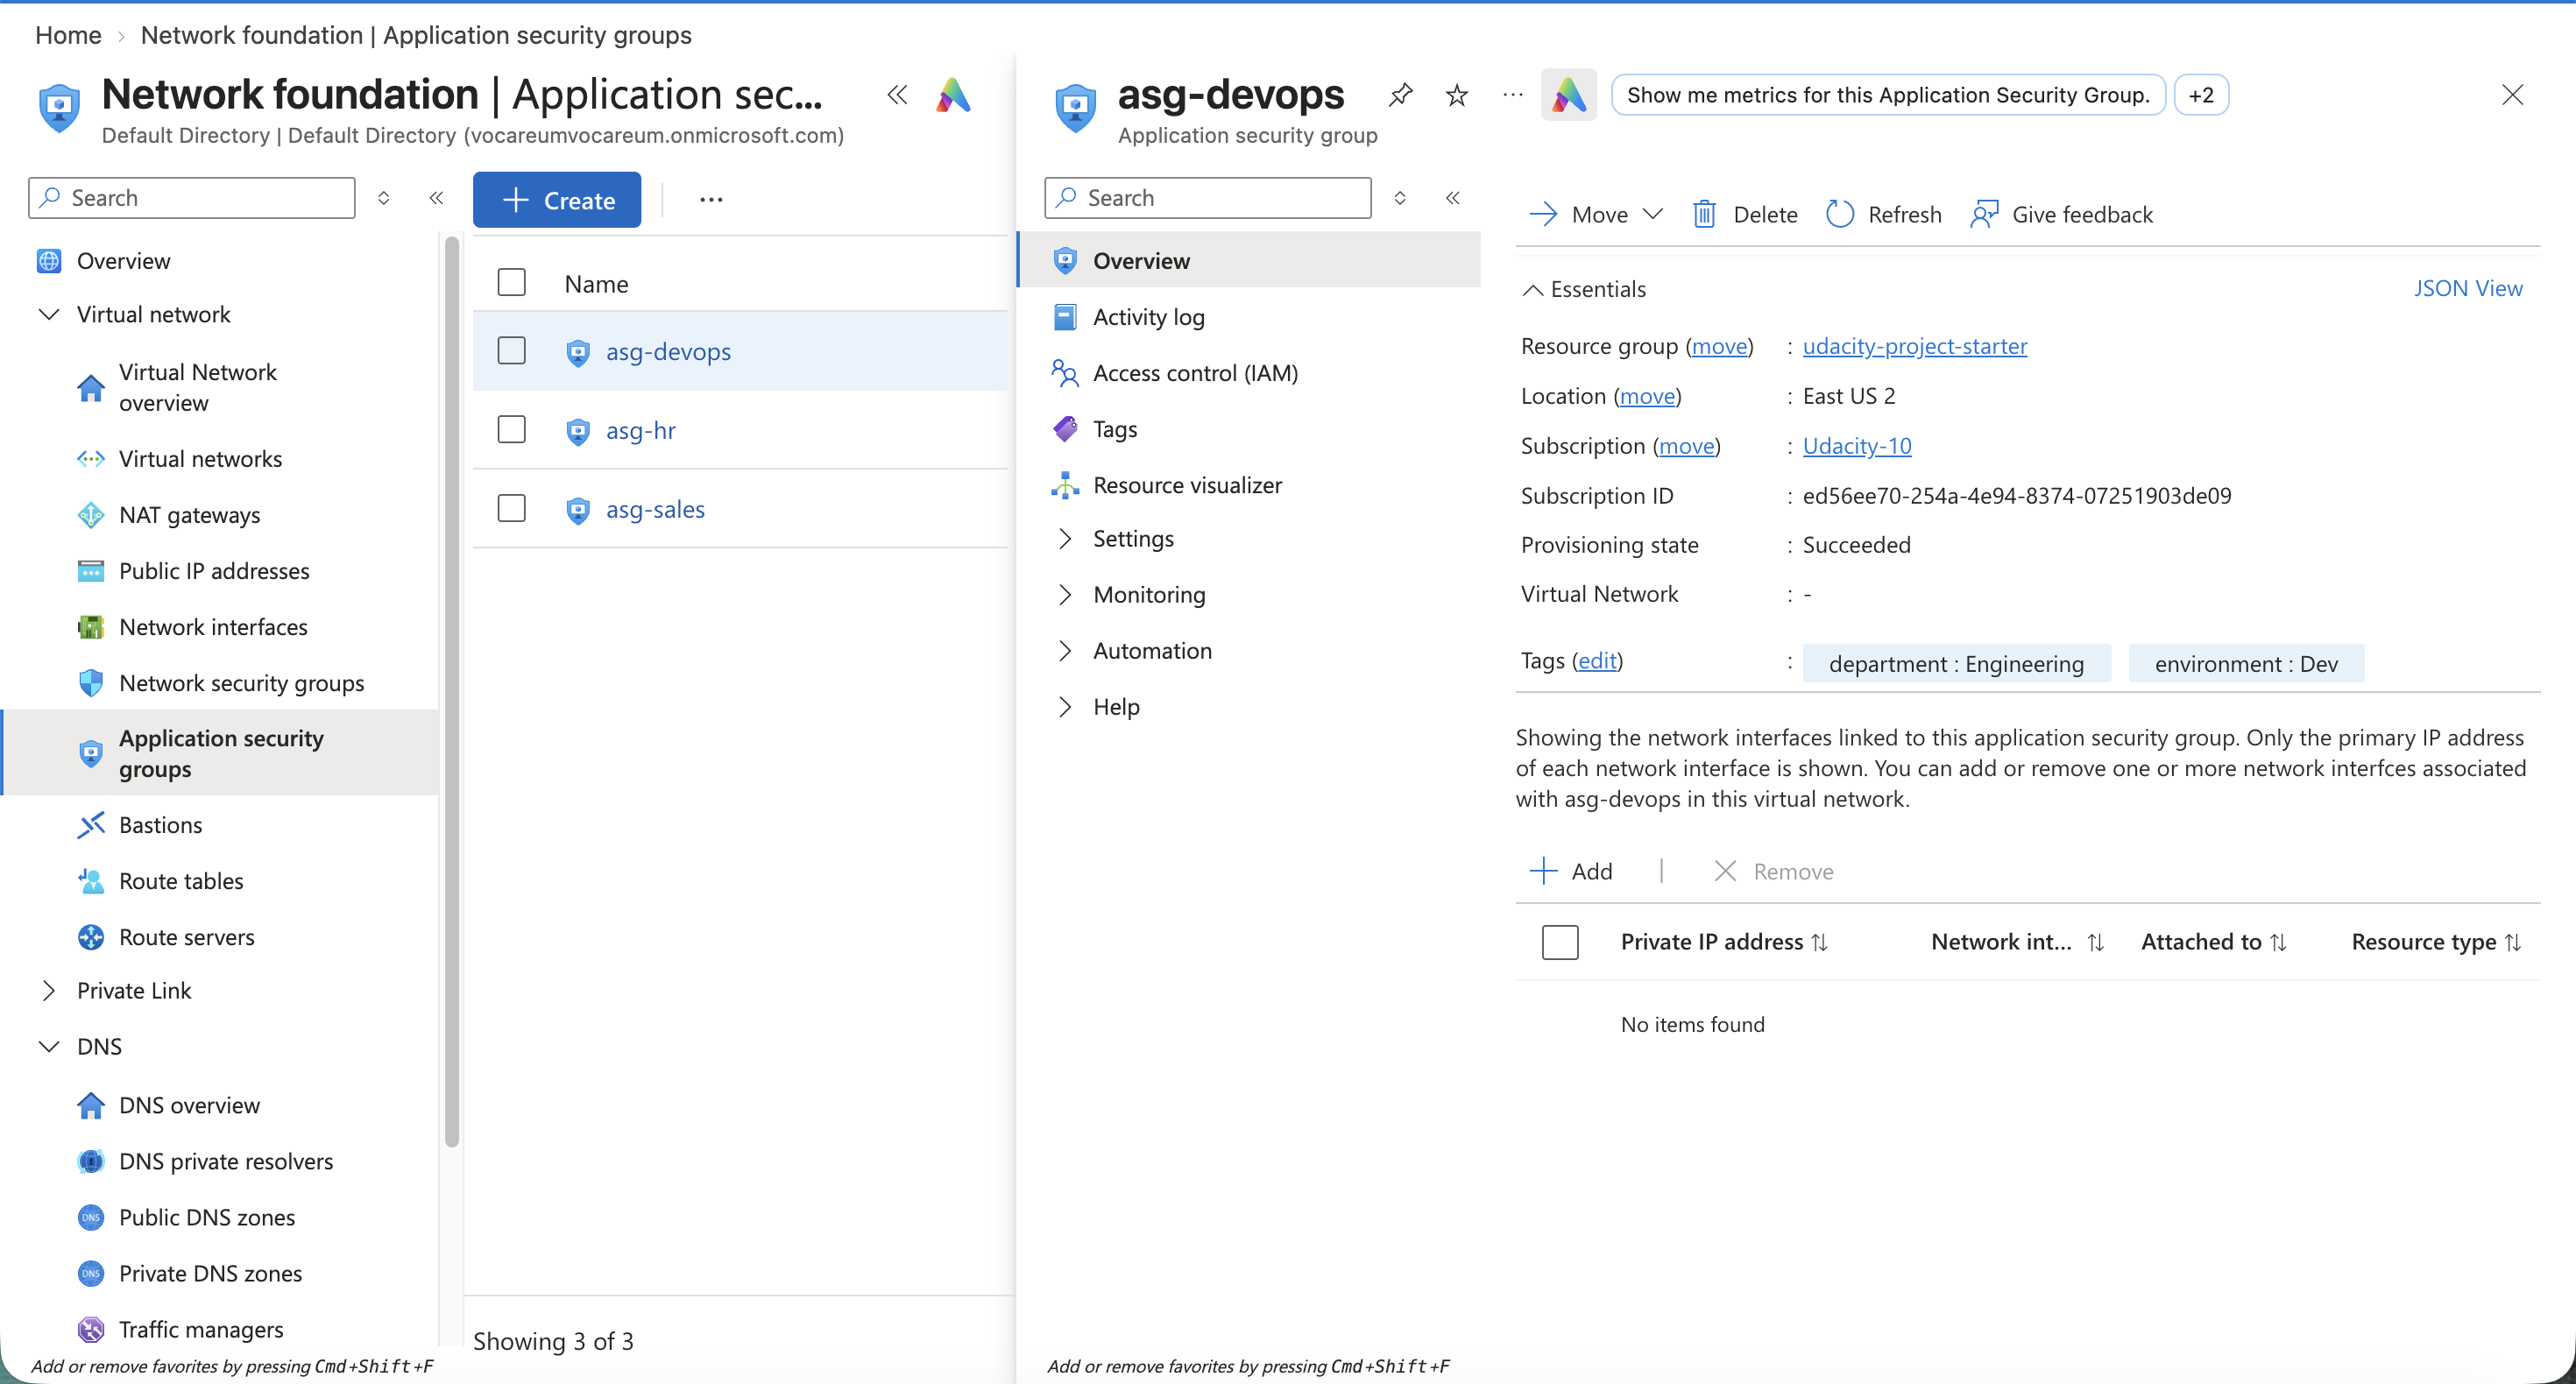 Home > Network foundation | Application security groups
Network foundation | Application sec...
Default Directory | Default Directory (vocareumvocareum.onmicrosoft.com)
Search
Create
...
Overview
Virtual network
Virtual Network
overview
Virtual networks
NAT gateways
Public IP addresses
Network interfaces
Network security groups
Application security
groups
Bastions
Route tables
Route servers
Private Link
DNS
DNS overview
DNS private resolvers
DNS
Public DNS zones
DNS
Private DNS zones
Traffic managers
Add or remove favorites by pressing Cmd+Shift+F
Name
asg-devops
asg-hr
asg-sales
Showing 3 of 3
asg-devops
Application security group
...
Show me metrics for this Application Security Group.
+2
Search
Overview
Activity log
Access control (IAM)
Tags
Resource visualizer
Settings
Monitoring
Automation
Help
Add or remove favorites by pressing Cmd+Shift+F
Move
Delete
Refresh
Give feedback
Essentials
JSON View
Resource group (move) : udacity-project-starter
Location (move) : East US 2
Subscription (move) : Udacity-10
Subscription ID : ed56ee70-254a-4e94-8374-07251903de09
Provisioning state : Succeeded
Virtual Network : -
Tags (edit) : department : Engineering environment : Dev
Showing the network interfaces linked to this application security group. Only the primary IP address
of each network interface is shown. You can add or remove one or more network interfces associated
with asg-devops in this virtual network.
Add | Remove
Private IP address Network int... Attached to Resource type
No items found